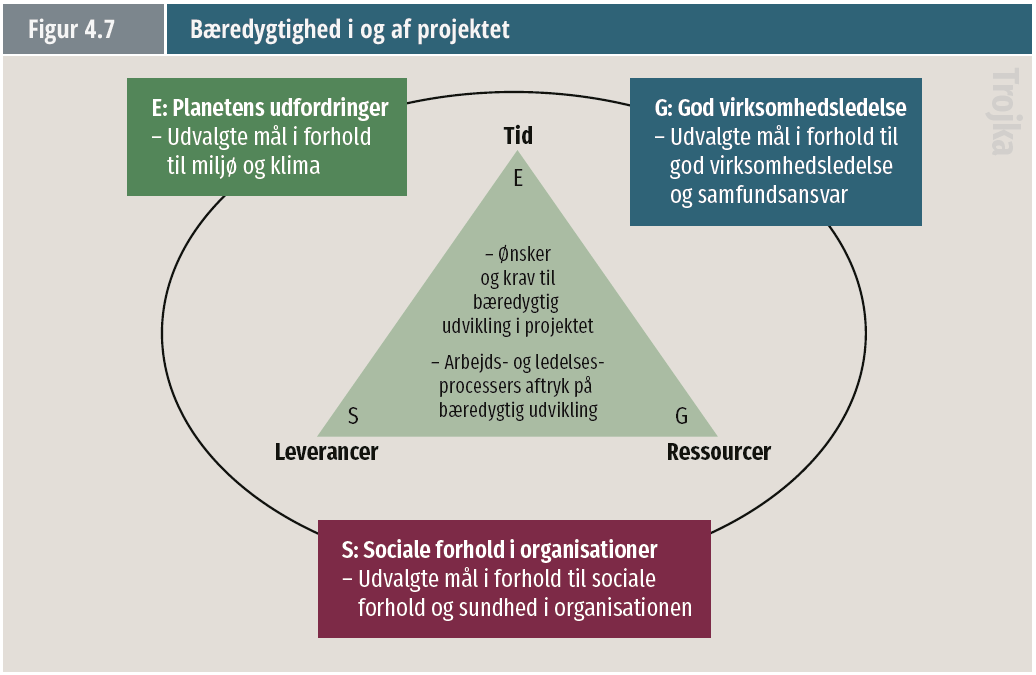 Figur 4.7
Bæredygtighed i og af projektet
Trojka
E: Planetens udfordringer
– Udvalgte mål i forhold
til miljø og klima
G: God virksomhedsledelse
– Udvalgte mål i forhold til
god virksomhedsledelse
og samfundsansvar
Tid
E
– Ønsker
og krav til
bæredygtig
udvikling i projektet
– Arbejds- og ledelses-
processers aftryk på
bæredygtig udvikling
S
G
Leverancer
Ressourcer
S: Sociale forhold i organisationer
– Udvalgte mål i forhold til sociale
forhold og sundhed i organisationen